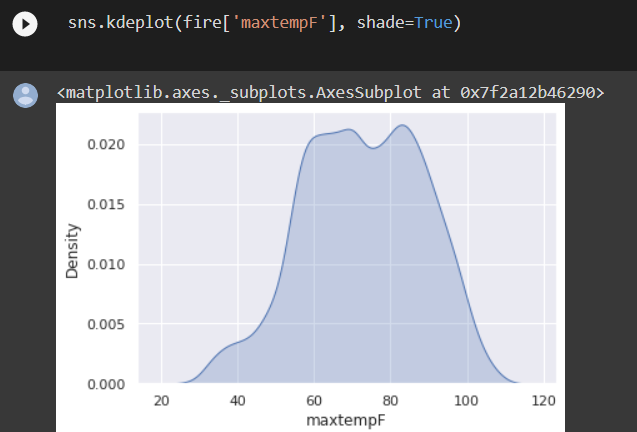 sns.kdeplot(fire['maxtempF'], shade=True)
<matplotlib.axes._subplots.AxesSubplot at 0x7f2a12b46290>
0.020
0.015
0.010
0.005
0.000
Density
20 40 60 80 100 120
maxtempF